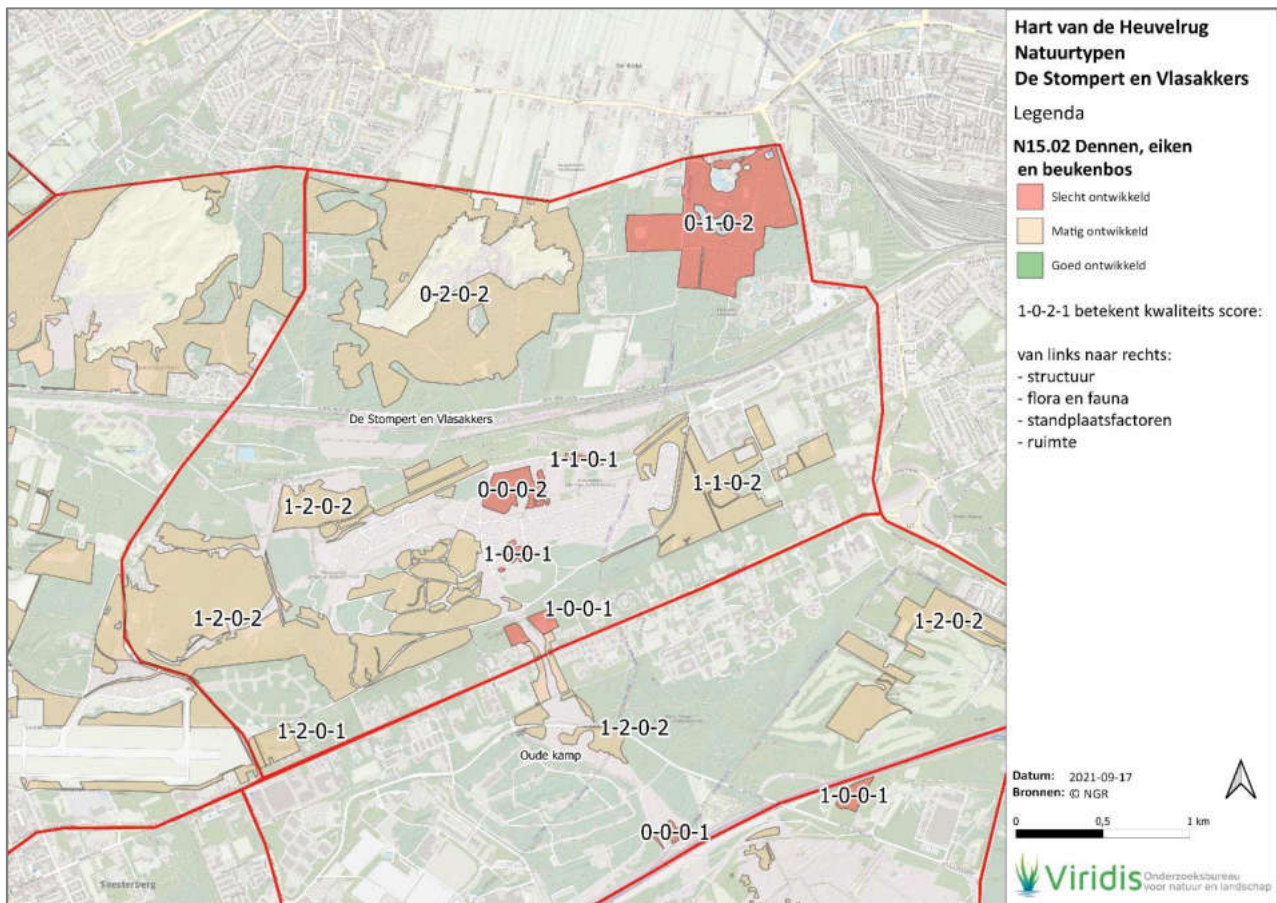 Hart van de Heuvelrug
Natuurtypen
De Stompert en Vlasakkers
Legenda
N15.02 Dennen, eiken
en beukenbos
Slecht ontwikkeld
Matig ontwikkeld
Goed ontwikkeld
1-0-2-1 betekent kwaliteits score:
van links naar rechts:
- structuur
- flora en fauna
- standplaatsfactoren
- ruimte
0-1-0-2
0-2-0-2
De Stompert en Vlasakkers
1-1-0-1
1-1-0-2
0-0-0-2
1-2-0-2
1-0-0-1
1-0-0-1
1-2-0-2
1-2-0-2
1-2-0-1
1-2-0-2
Oude kamp
1-0-0-1
0-0-0-1
Soesterberg
Datum: 2021-09-17
Bronnen: © NGR
0 0,5 1 km
Viridis Onderzoeksbureau
voor natuur en landschap